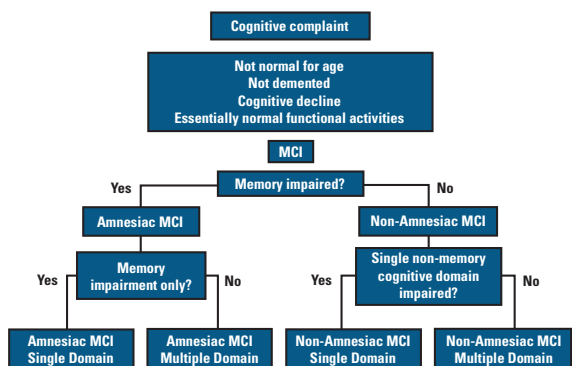 Cognitive complaint
Not normal for age
Not demented
Cognitive decline
Essentially normal functional activities
MCI
Memory impaired?
Yes
No
Amnesiac MCI
Non-Amnesiac MCI
Memory
impairment only?
Yes
No
Single non-memory
cognitive domain
impaired?
Yes
No
Amnesiac MCI
Single Domain
Amnesiac MCI
Multiple Domain
Non-Amnesiac MCI
Single Domain
Non-Amnesiac MCI
Multiple Domain